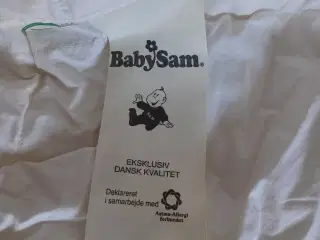 BabySam®
EKSKLUSIV
DANSK KVALITET
Deklareret
i samarbejde med
Astma-Allergi
forbundet